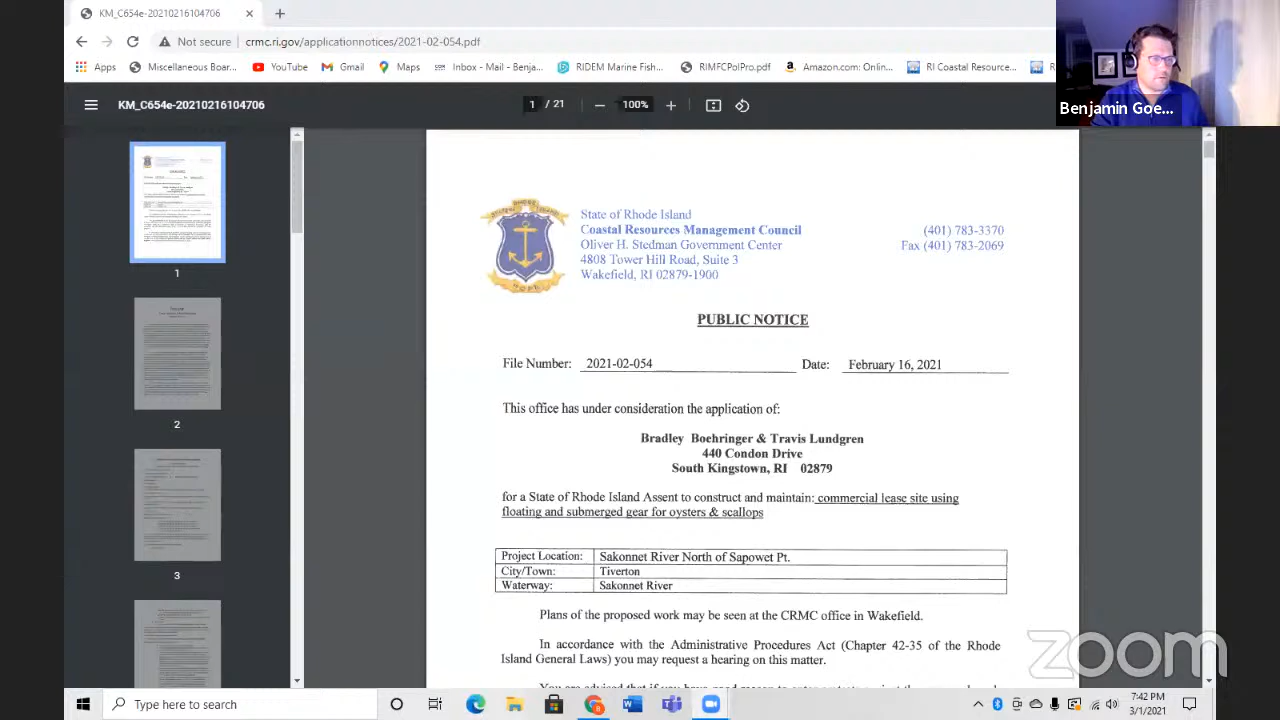 KM_C654e-20210216104706
Not secure crmc.ri.gov/applicationnotices/2021-02-054.pdf
Apps Miscellaneous Boar... YouTube Mail - Benja... RIDEM Marine Fish... RIMFCPolPro.pdf Amazon.com: Onlin... RI Coastal Resource...
Benjamin Goe...
KM_C654e-20210216104706 1 / 21 100%
State of Rhode Island
Coastal Resources Management Council (401) 783-3370
Oliver H. Stedman Government Center Fax (401) 783-2069
4808 Tower Hill Road, Suite 3
Wakefield, RI 02879-1900
PUBLIC NOTICE
File Number: 2021-02-054 Date: February 16, 2021
This office has under consideration the application of:
Bradley Boehringer & Travis Lundgren
440 Condon Drive
South Kingstown, RI 02879
for a State of Rhode Island Assent to construct and maintain: commercial lease site using
floating and submerged gear for oysters & scallops
Project Location: Sakonnet River North of Sapowet Pt.
City/Town: Tiverton
Waterway: Sakonnet River
Plans of the proposed work may be seen at the CRMC office in Wakefield.
In accordance with the Administrative Procedures Act (Chapter 42-35 of the Rhode
Island General Laws) you may request a hearing on this matter.
1
2
3
zoom
Type here to search
7:42 PM
3/1/2021